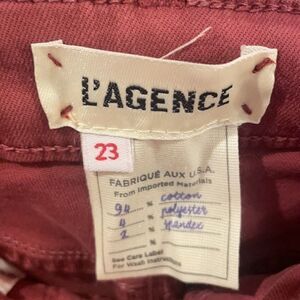 L'AGENCE
23
FABRIQUÉ AUX U.S.A.
From Imported Materials
94 % cotton
4 % polyester
2 % spandex
%
See Care Label
For Wash Instructions